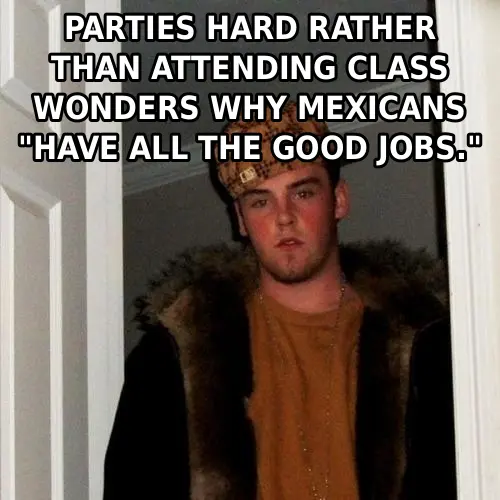 PARTIES HARD RATHER
THAN ATTENDING CLASS
WONDERS WHY MEXICANS
"HAVE ALL THE GOOD JOBS."